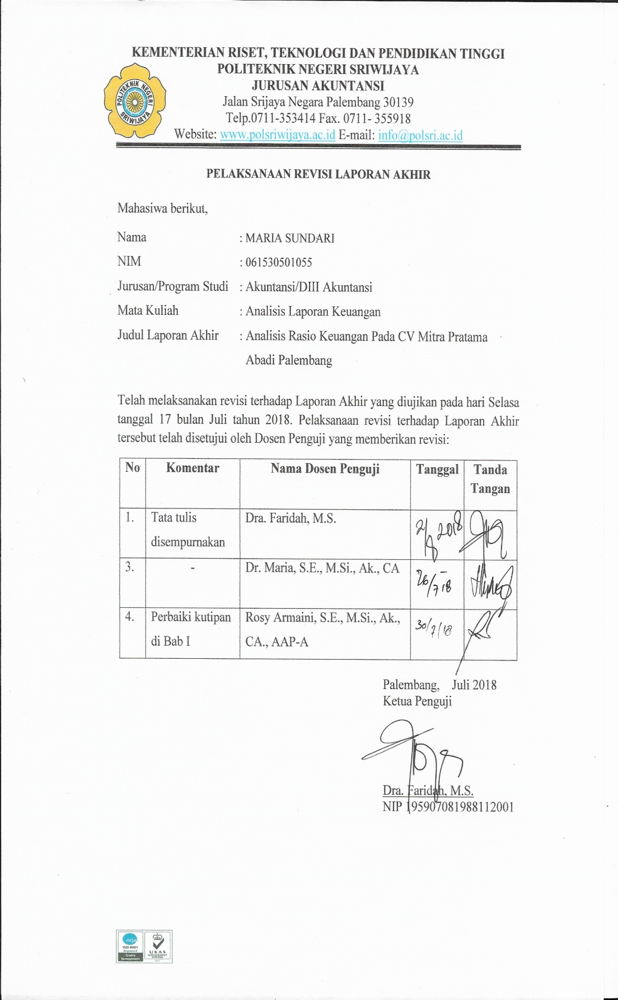 KEMENTERIAN RISET, TEKNOLOGI DAN PENDIDIKAN TINGGI
POLITEKNIK NEGERI SRIWIJAYA
JURUSAN AKUNTANSI
Jalan Srijaya Negara Palembang 30139
Telp.0711-353414 Fax. 0711- 355918
Website: www.polsriwijaya.ac.id E-mail: info@polsri.ac.id
POLITEKNIK NEGERI
SRIWIJAYA
PELAKSANAAN REVISI LAPORAN AKHIR
Mahasiwa berikut,
Nama : MARIA SUNDARI
NIM : 061530501055
Jurusan/Program Studi : Akuntansi/DIII Akuntansi
Mata Kuliah : Analisis Laporan Keuangan
Judul Laporan Akhir : Analisis Rasio Keuangan Pada CV Mitra Pratama
Abadi Palembang
Telah melaksanakan revisi terhadap Laporan Akhir yang diujikan pada hari Selasa
tanggal 17 bulan Juli tahun 2018. Pelaksanaan revisi terhadap Laporan Akhir
tersebut telah disetujui oleh Dosen Penguji yang memberikan revisi:
No Komentar Nama Dosen Penguji Tanggal Tanda
Tangan
1. Tata tulis Dra. Faridah, M.S. 2/8 2018
disempurnakan
3. - Dr. Maria, S.E., M.Si., Ak., CA 26/7-18
4. Perbaiki kutipan Rosy Armaini, S.E., M.Si., Ak., 30/7/18
di Bab I CA., AAP-A
Palembang, Juli 2018
Ketua Penguji
Dra. Faridah, M.S.
NIP 195907081988112001
nqa
ISO 9001
Registered
Quality
Management
UKAS
MANAGEMENT
SYSTEMS